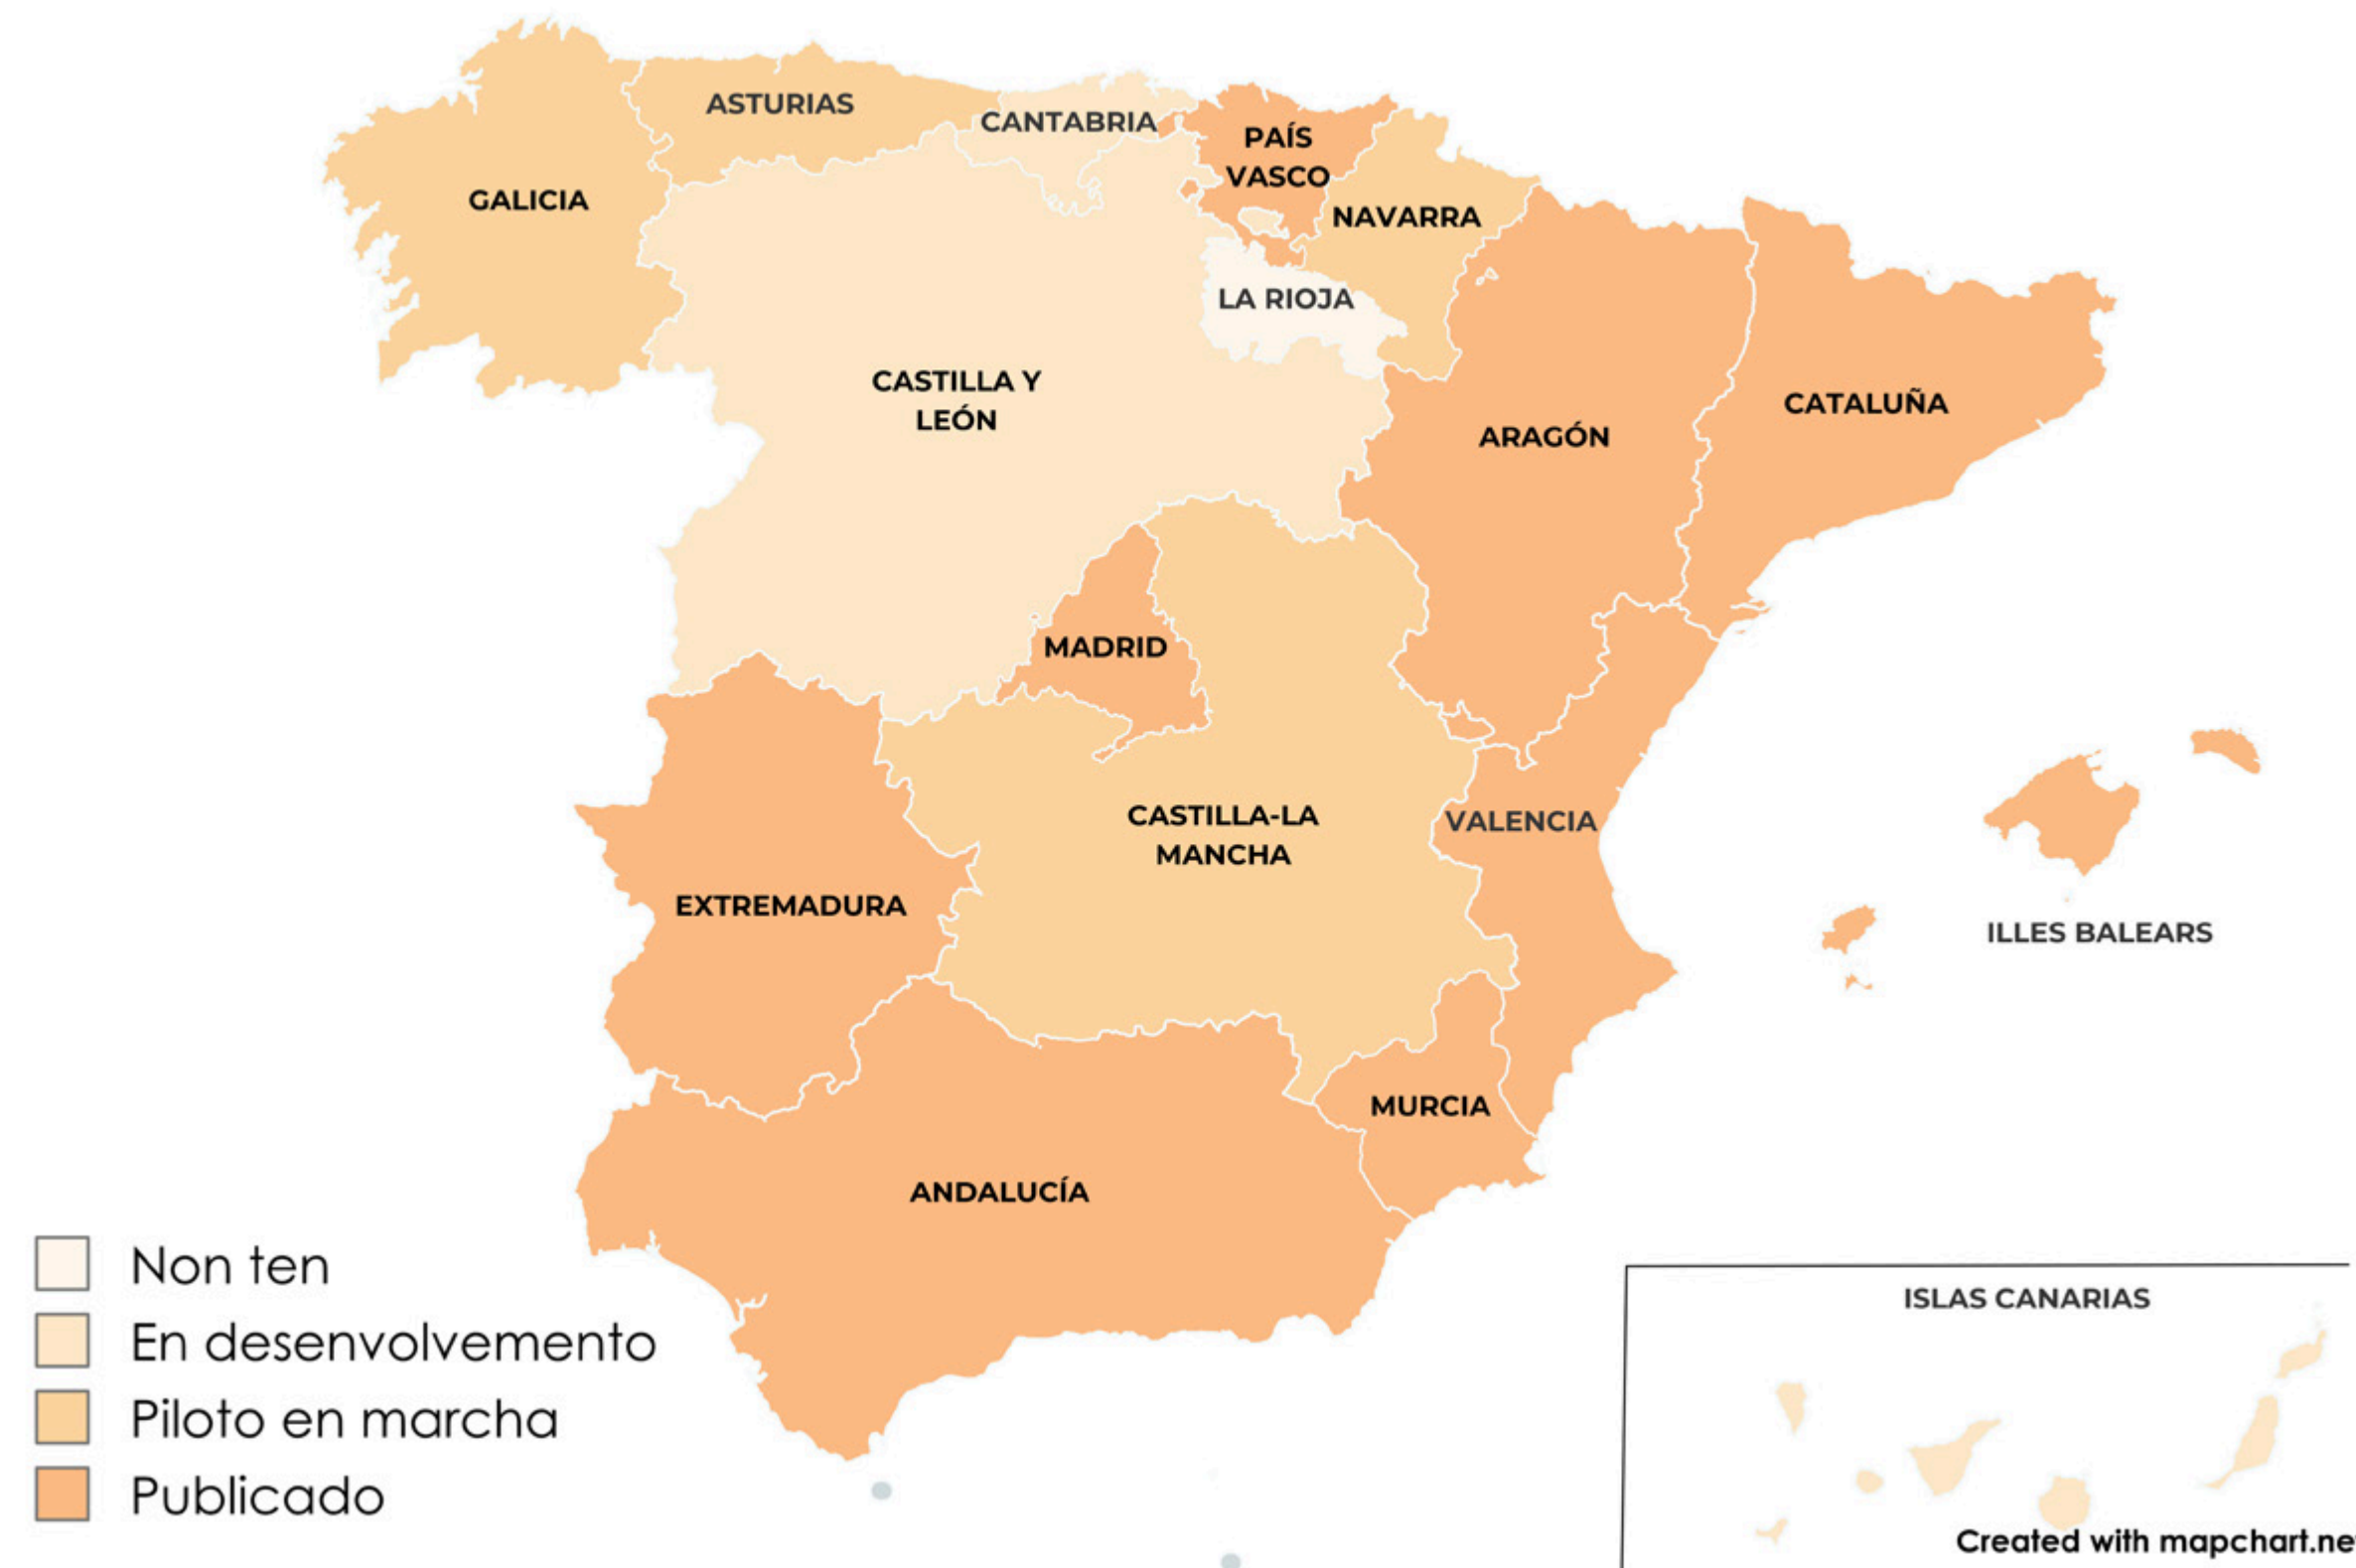 ASTURIAS
CANTABRIA
PAÍS
VASCO
GALICIA
NAVARRA
LA RIOJA
CASTILLA Y
LEÓN
CATALUÑA
ARAGÓN
MADRID
CASTILLA-LA
MANCHA
VALENCIA
EXTREMADURA
ILLES BALEARS
MURCIA
ANDALUCÍA
Non ten
En desenvolvemento
Piloto en marcha
Publicado
ISLAS CANARIAS
Created with mapchart.ne